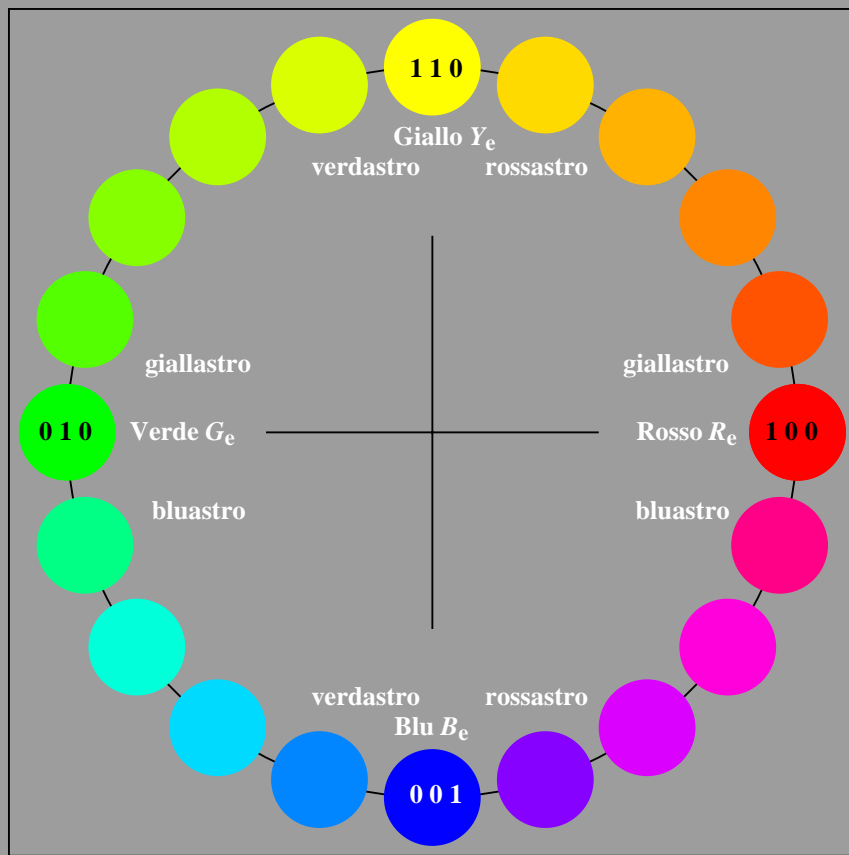 1 1 0
Giallo Yₑ
verdastro rossastro
giallastro giallastro
0 1 0 Verde Gₑ Rosso Rₑ 1 0 0
bluastro bluastro
verdastro rossastro
Blu Bₑ
0 0 1